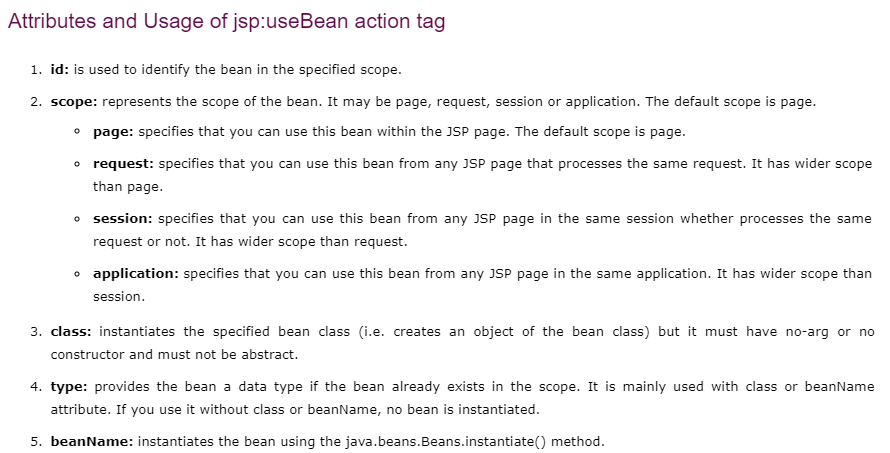 Attributes and Usage of jsp:useBean action tag
1. id: is used to identify the bean in the specified scope.
2. scope: represents the scope of the bean. It may be page, request, session or application. The default scope is page.
page: specifies that you can use this bean within the JSP page. The default scope is page.
request: specifies that you can use this bean from any JSP page that processes the same request. It has wider scope
than page.
session: specifies that you can use this bean from any JSP page in the same session whether processes the same
request or not. It has wider scope than request.
application: specifies that you can use this bean from any JSP page in the same application. It has wider scope than
session.
3. class: instantiates the specified bean class (i.e. creates an object of the bean class) but it must have no-arg or no
constructor and must not be abstract.
4. type: provides the bean a data type if the bean already exists in the scope. It is mainly used with class or beanName
attribute. If you use it without class or beanName, no bean is instantiated.
5. beanName: instantiates the bean using the java.beans.Beans.instantiate() method.